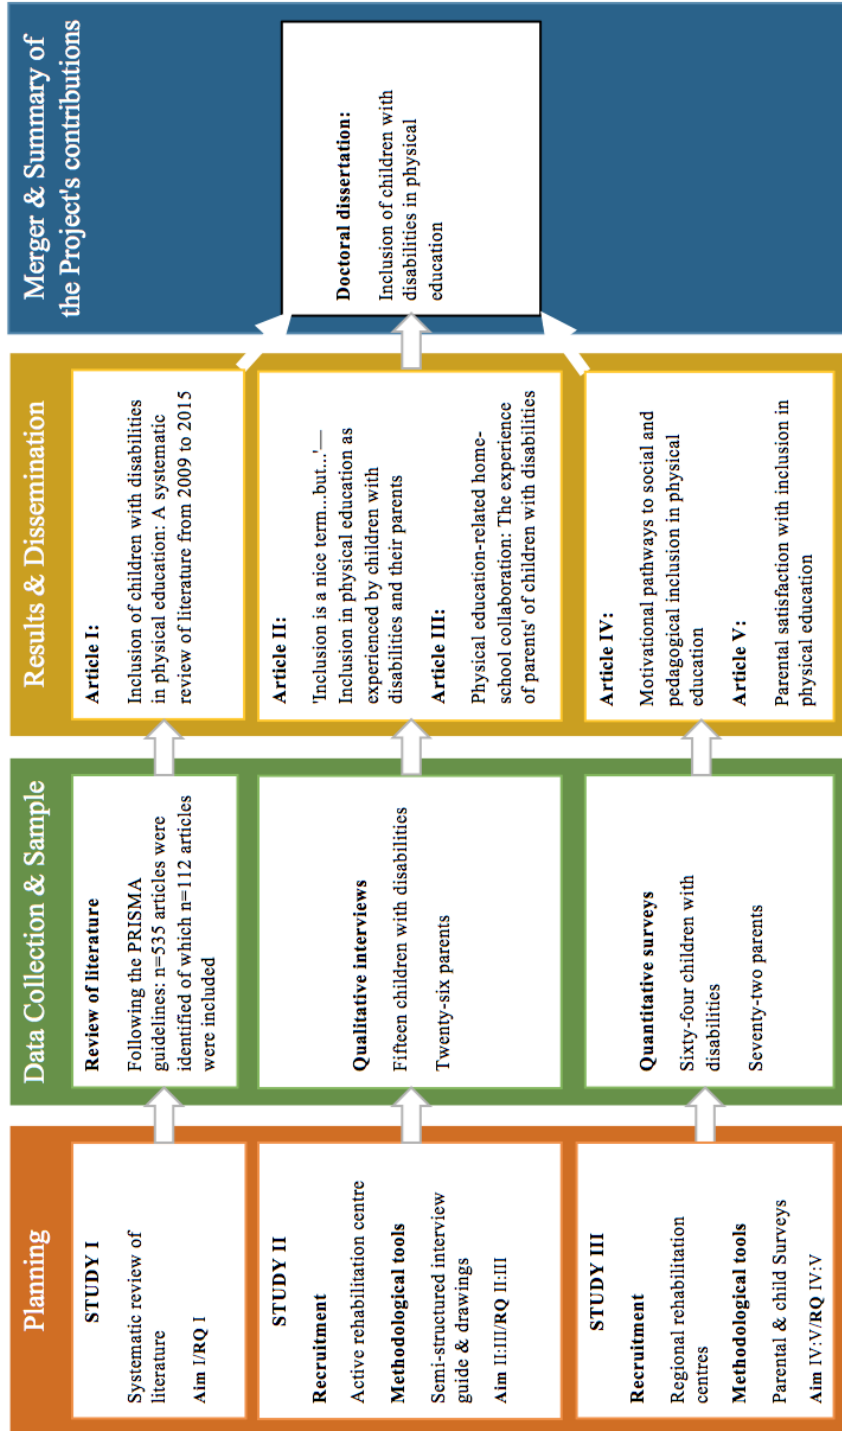 Planning
STUDY I
Systematic review of
literature
Aim I/RQ I
STUDY II
Recruitment
Active rehabilitation centre
Methodological tools
Semi-structured interview
guide & drawings
Aim II:III/RQ II:III
STUDY III
Recruitment
Regional rehabilitation
centres
Methodological tools
Parental & child Surveys
Aim IV:V/RQ IV:V
Data Collection & Sample
Review of literature
Following the PRISMA
guidelines: n=535 articles were
identified of which n=112 articles
were included
Qualitative interviews
Fifteen children with disabilities
Twenty-six parents
Quantitative surveys
Sixty-four children with
disabilities
Seventy-two parents
Results & Dissemination
Article I:
Inclusion of children with disabilities
in physical education: A systematic
review of literature from 2009 to 2015
Article II:
'Inclusion is a nice term...but...'—
Inclusion in physical education as
experienced by children with
disabilities and their parents
Article III:
Physical education-related home-
school collaboration: The experience
of parents' of children with disabilities
Article IV:
Motivational pathways to social and
pedagogical inclusion in physical
education
Article V:
Parental satisfaction with inclusion in
physical education
Merger & Summary of
the Project's contributions
Doctoral dissertation:
Inclusion of children with
disabilities in physical
education